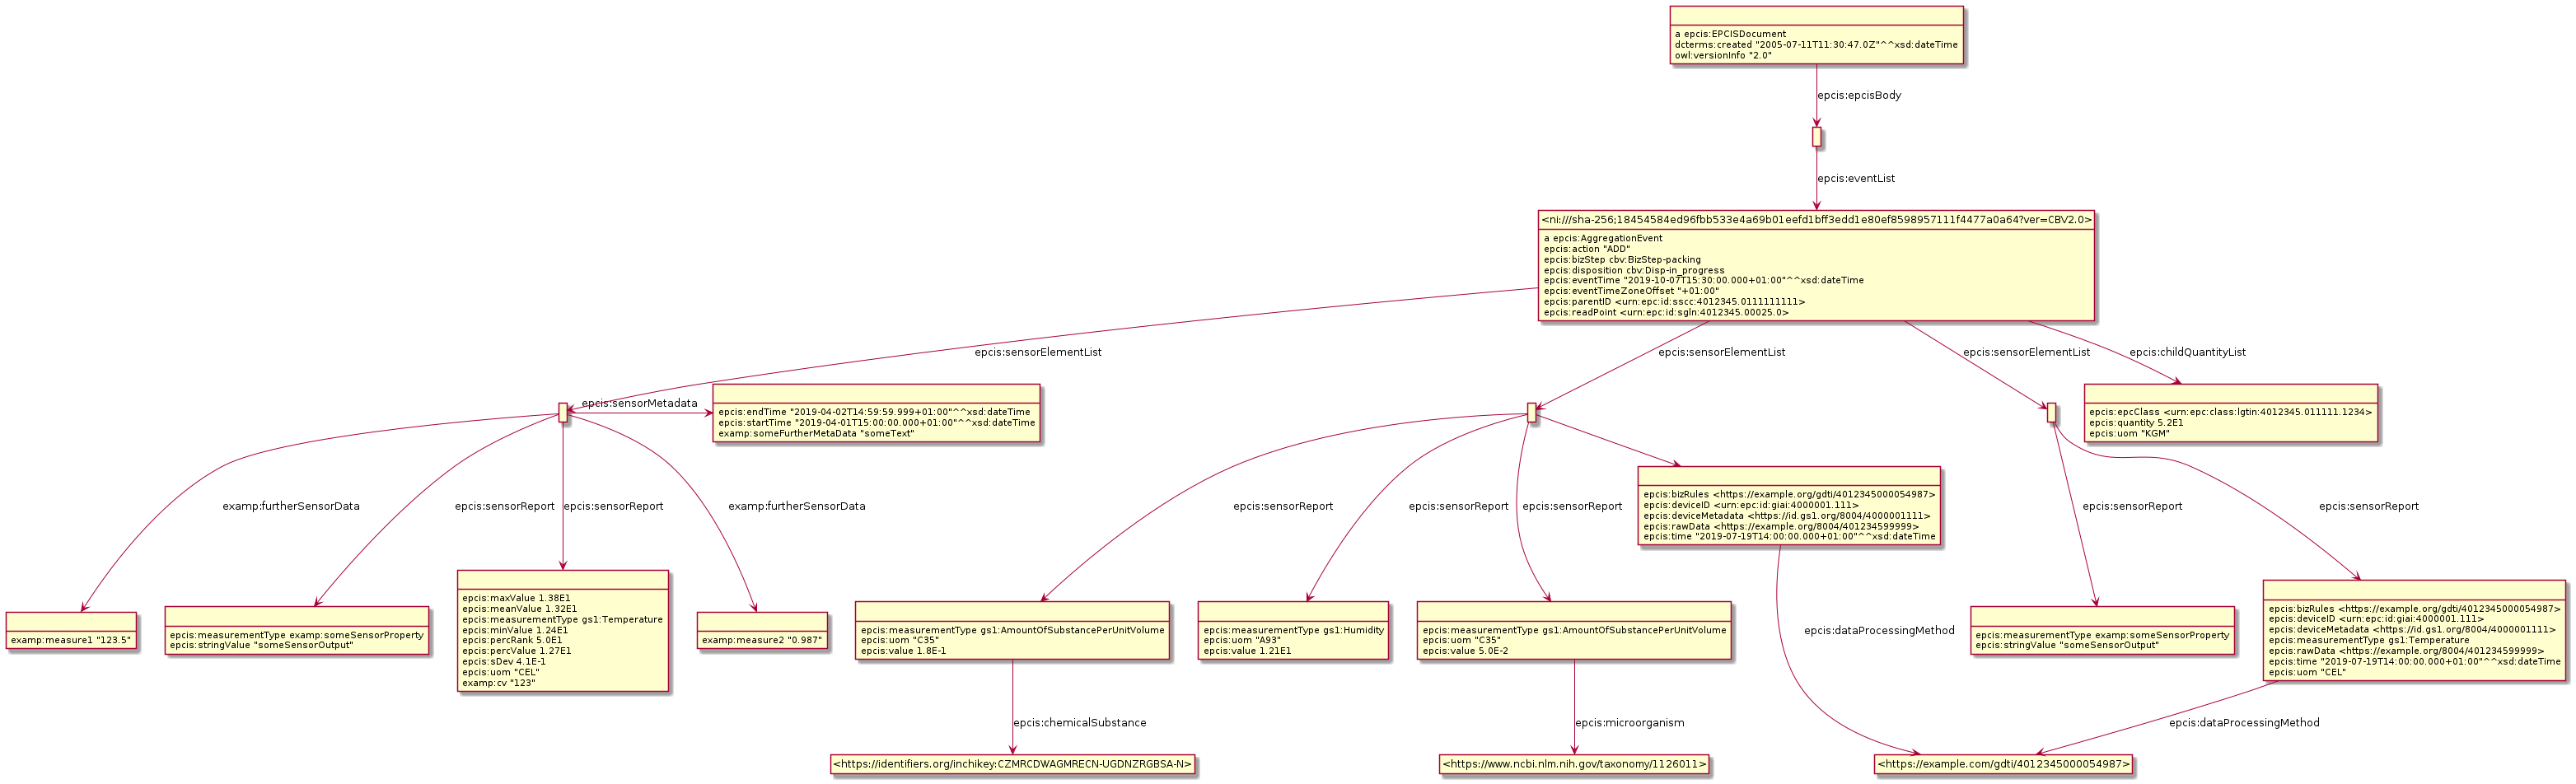 a epcis:EPCISDocument
dcterms:created "2005-07-11T11:30:47.0Z"^^xsd:dateTime
owl:versionInfo "2.0"
epcis:epcisBody
epcis:eventList
<ni:///sha-256;18454584ed96fbb533e4a69b01eefd1bff3edd1e80ef8598957111f4477a0a64?ver=CBV2.0>
a epcis:AggregationEvent
epcis:action "ADD"
epcis:bizStep cbv:BizStep-packing
epcis:disposition cbv:Disp-in_progress
epcis:eventTime "2019-10-07T15:30:00.000+01:00"^^xsd:dateTime
epcis:eventTimeZoneOffset "+01:00"
epcis:parentID <urn:epc:id:sscc:4012345.0111111111>
epcis:readPoint <urn:epc:id:sgln:4012345.00025.0>
epcis:sensorElementList
epcis:sensorElementList
epcis:sensorElementList
epcis:childQuantityList
epcis:sensorMetadata
epcis:endTime "2019-04-02T14:59:59.999+01:00"^^xsd:dateTime
epcis:startTime "2019-04-01T15:00:00.000+01:00"^^xsd:dateTime
examp:someFurtherMetaData "someText"
epcis:epcClass <urn:epc:class:lgtin:4012345.011111.1234>
epcis:quantity 5.2E1
epcis:uom "KGM"
examp:furtherSensorData
epcis:sensorReport
epcis:sensorReport
examp:furtherSensorData
epcis:sensorReport
epcis:sensorReport
epcis:sensorReport
epcis:bizRules <https://example.org/gdti/4012345000054987>
epcis:deviceID <urn:epc:id:giai:4000001.111>
epcis:deviceMetadata <https://id.gs1.org/8004/4000001111>
epcis:rawData <https://example.org/8004/401234599999>
epcis:time "2019-07-19T14:00:00.000+01:00"^^xsd:dateTime
epcis:sensorReport
epcis:sensorReport
examp:measure1 "123.5"
epcis:measurementType examp:someSensorProperty
epcis:stringValue "someSensorOutput"
epcis:maxValue 1.38E1
epcis:meanValue 1.32E1
epcis:measurementType gs1:Temperature
epcis:minValue 1.24E1
epcis:percRank 5.0E1
epcis:percValue 1.27E1
epcis:sDev 4.1E-1
epcis:uom "CEL"
examp:cv "123"
examp:measure2 "0.987"
epcis:measurementType gs1:AmountOfSubstancePerUnitVolume
epcis:uom "C35"
epcis:value 1.8E-1
epcis:measurementType gs1:Humidity
epcis:uom "A93"
epcis:value 1.21E1
epcis:measurementType gs1:AmountOfSubstancePerUnitVolume
epcis:uom "C35"
epcis:value 5.0E-2
epcis:dataProcessingMethod
epcis:measurementType examp:someSensorProperty
epcis:stringValue "someSensorOutput"
epcis:bizRules <https://example.org/gdti/4012345000054987>
epcis:deviceID <urn:epc:id:giai:4000001.111>
epcis:deviceMetadata <https://id.gs1.org/8004/4000001111>
epcis:measurementType gs1:Temperature
epcis:rawData <https://example.org/8004/401234599999>
epcis:time "2019-07-19T14:00:00.000+01:00"^^xsd:dateTime
epcis:uom "CEL"
epcis:chemicalSubstance
epcis:microorganism
epcis:dataProcessingMethod
<https://identifiers.org/inchikey:CZMRCDWAGMRECN-UGDNZRGBSA-N>
<https://www.ncbi.nlm.nih.gov/taxonomy/1126011>
<https://example.com/gdti/4012345000054987>